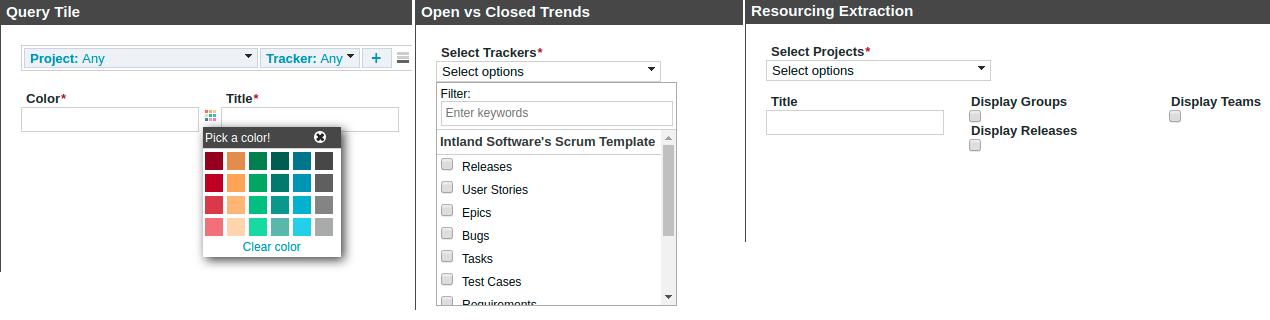 Query Tile
Project: Any
Tracker: Any
+
Color*
Title*
Pick a color!
Clear color
Open vs Closed Trends
Select Trackers*
Select options
Filter:
Enter keywords
Intland Software's Scrum Template
Releases
User Stories
Epics
Bugs
Tasks
Test Cases
Requirements
Resourcing Extraction
Select Projects*
Select options
Title
Display Groups
Display Teams
Display Releases